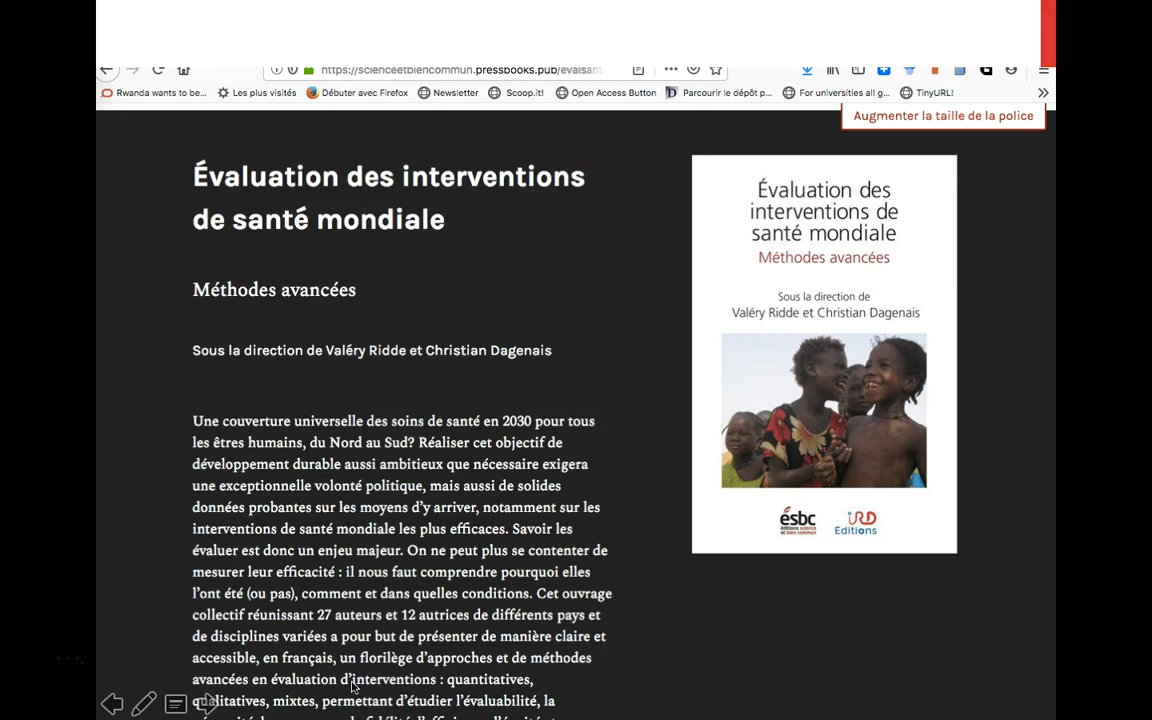 https://scienceetbiencommun.pressbooks.pub/evalsant
Rwanda wants to be...
Les plus visités
Débuter avec Firefox
Newsletter
Scoop.it!
Open Access Button
Parcourir le dépôt p...
For universities all g...
TinyURL!
Augmenter la taille de la police
Évaluation des interventions
de santé mondiale
Méthodes avancées
Sous la direction de Valéry Ridde et Christian Dagenais
Une couverture universelle des soins de santé en 2030 pour tous
les êtres humains, du Nord au Sud? Réaliser cet objectif de
développement durable aussi ambitieux que nécessaire exigera
une exceptionnelle volonté politique, mais aussi de solides
données probantes sur les moyens d'y arriver, notamment sur les
interventions de santé mondiale les plus efficaces. Savoir les
évaluer est donc un enjeu majeur. On ne peut plus se contenter de
mesurer leur efficacité : il nous faut comprendre pourquoi elles
l'ont été (ou pas), comment et dans quelles conditions. Cet ouvrage
collectif réunissant 27 auteurs et 12 autrices de différents pays et
de disciplines variées a pour but de présenter de manière claire et
accessible, en français, un florilège d'approches et de méthodes
avancées en évaluation d'interventions : quantitatives,
qualitatives, mixtes, permettant d'étudier l'évaluabilité, la
Évaluation des
interventions de
santé mondiale
Méthodes avancées
Sous la direction de
Valéry Ridde et Christian Dagenais
ésbc
éditions science
et bien commun
IRD
Éditions